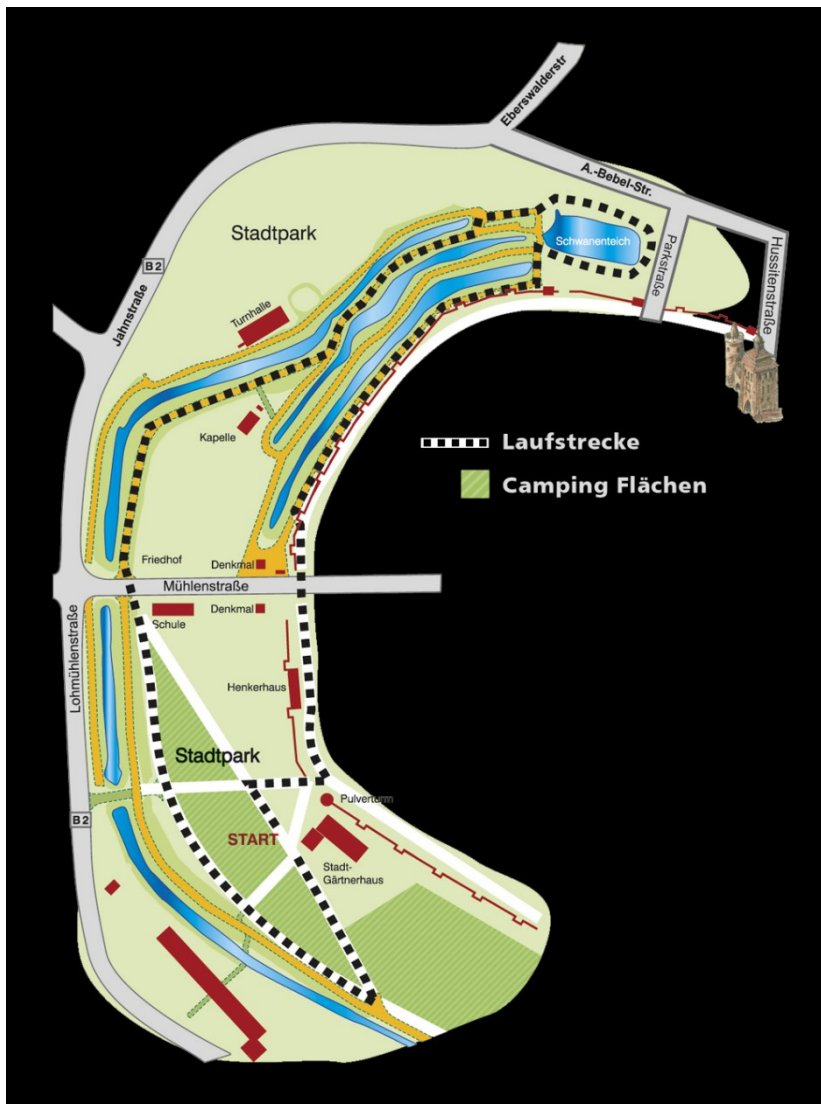 Eberswalderstr
A.-Bebel-Str.
Stadtpark
Schwanenteich
Parkstraße
Hussitenstraße
B2
Jahnstraße
Turnhalle
Kapelle
Laufstrecke
Camping Flächen
Friedhof
Denkmal
Mühlenstraße
Schule
Denkmal
Lohmühlenstraße
Henkerhaus
Stadtpark
Pulverturm
B2
START
Stadt-
Gärtnerhaus